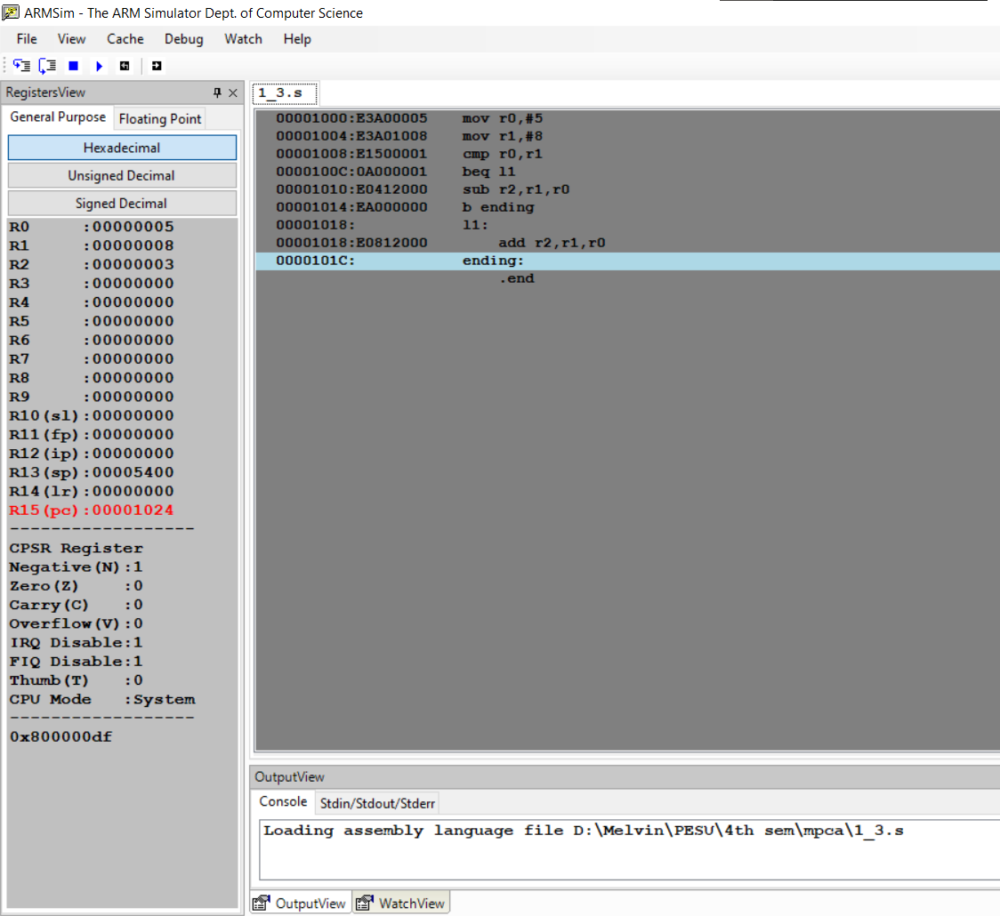 ARMSim - The ARM Simulator Dept. of Computer Science
File View Cache Debug Watch Help
RegistersView
General Purpose Floating Point
Hexadecimal
Unsigned Decimal
Signed Decimal
R0 :00000005
R1 :00000008
R2 :00000003
R3 :00000000
R4 :00000000
R5 :00000000
R6 :00000000
R7 :00000000
R8 :00000000
R9 :00000000
R10(sl):00000000
R11(fp):00000000
R12(ip):00000000
R13(sp):00005400
R14(lr):00000000
R15(pc):00001024
------------------
CPSR Register
Negative(N):1
Zero(Z) :0
Carry(C) :0
Overflow(V):0
IRQ Disable:1
FIQ Disable:1
Thumb(T) :0
CPU Mode :System
------------------
0x800000df
1_3.s
00001000:E3A00005 mov r0,#5
00001004:E3A01008 mov r1,#8
00001008:E1500001 cmp r0,r1
0000100C:0A000001 beq l1
00001010:E0412000 sub r2,r1,r0
00001014:EA000000 b ending
00001018: l1:
00001018:E0812000 add r2,r1,r0
0000101C: ending:
.end
OutputView
Console Stdin/Stdout/Stderr
Loading assembly language file D:\Melvin\PESU\4th sem\mpca\1_3.s
OutputView WatchView